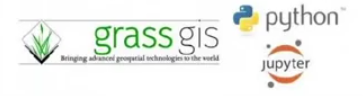 grass gis
Bringing advanced geospatial technologies to the world
python
jupyter